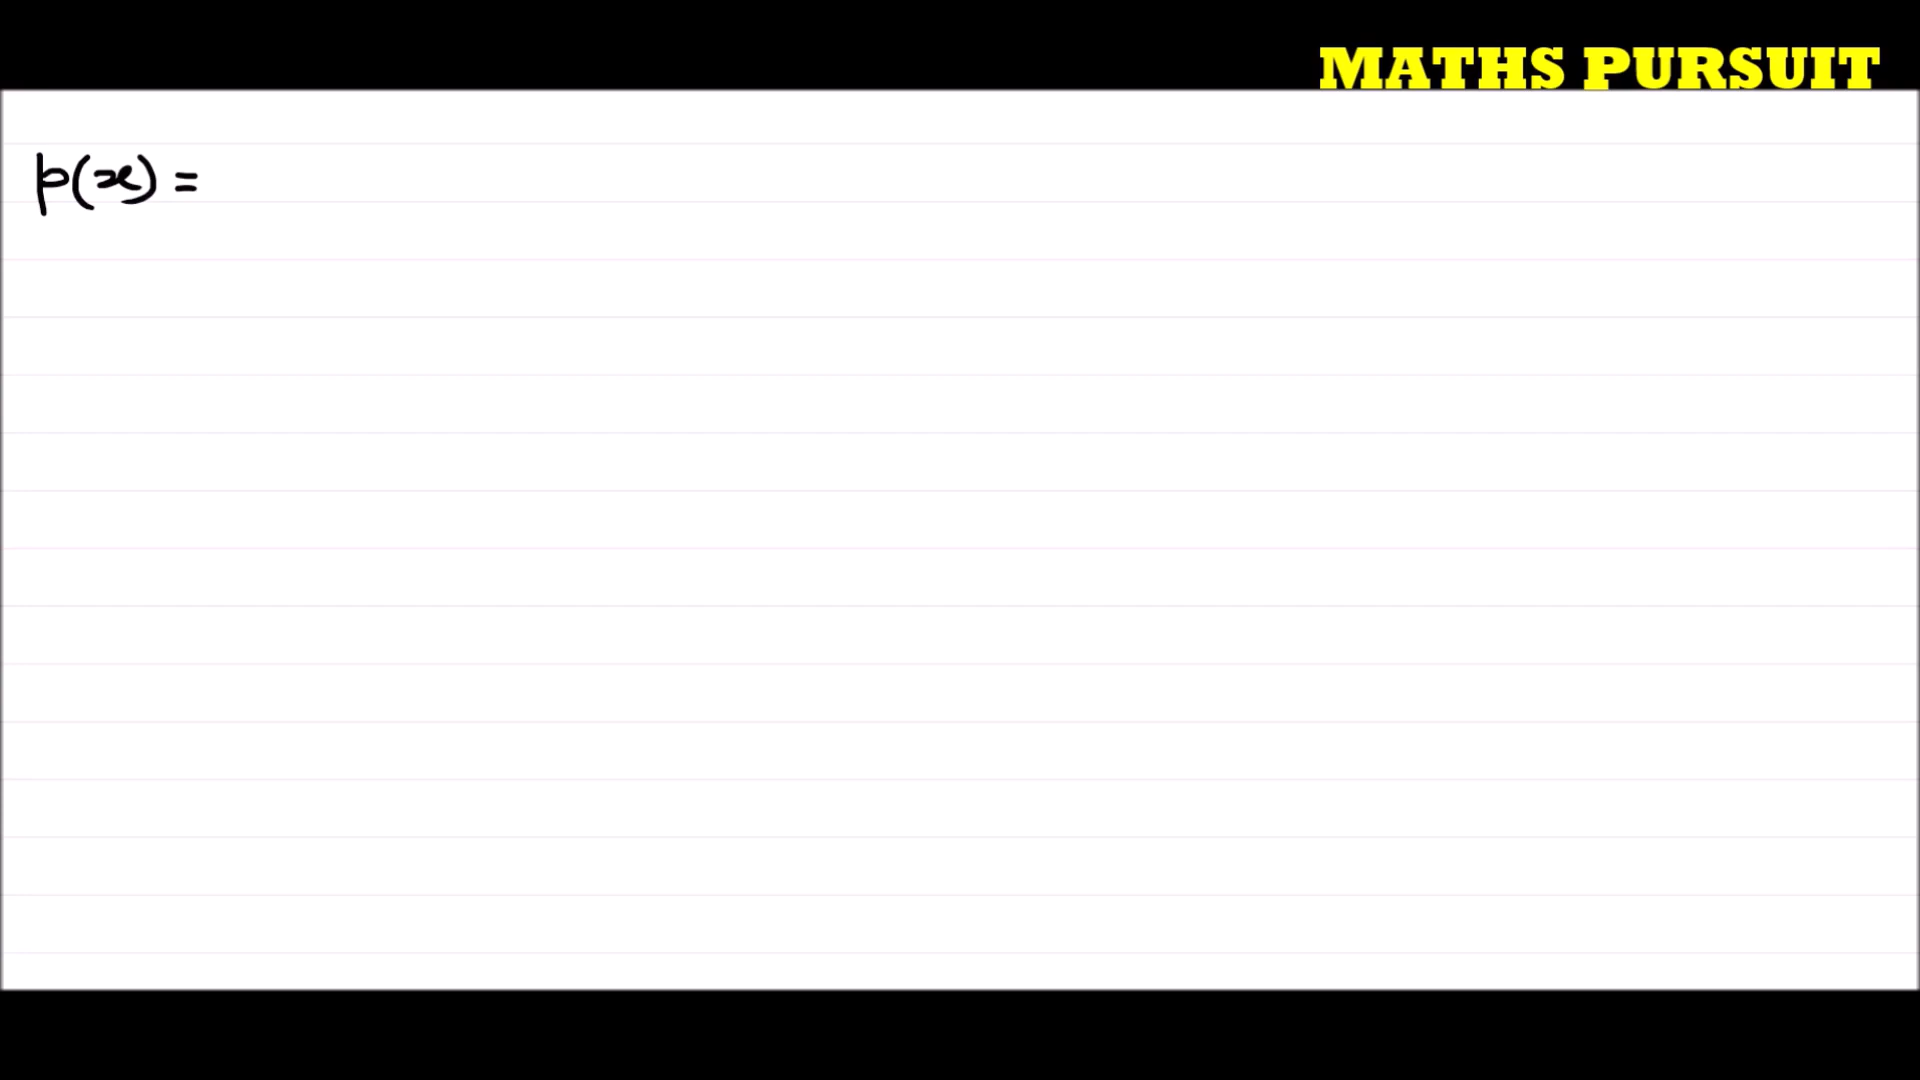 MATHS PURSUIT
p(x) =